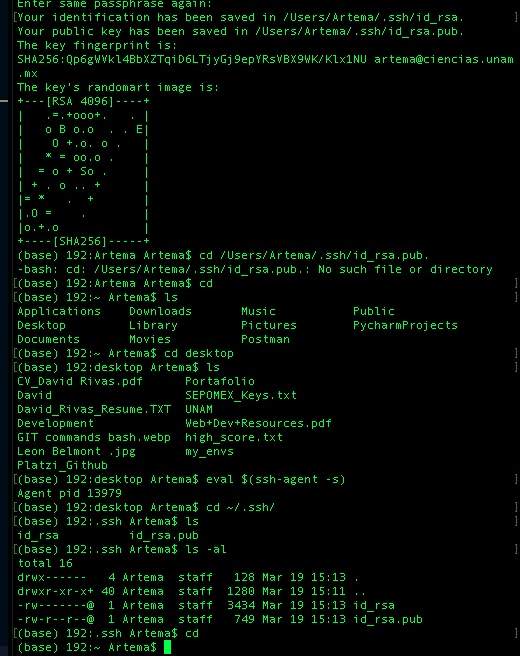 Enter same passphrase again:
Your identification has been saved in /Users/Artema/.ssh/id_rsa.
Your public key has been saved in /Users/Artema/.ssh/id_rsa.pub.
The key fingerprint is:
SHA256:Qp6gWVkl4BbXZTqiD6LTjyGj9epYRsVBX9WK/Klx1NU artema@ciencias.unam
.mx
The key's randomart image is:
+---[RSA 4096]----+
|   .=.+ooo+.   . |
|   o B o.o  . . E|
|    O +.o. o .   |
|   * = oo.o .    |
|  = o + So .     |
| + . o .. +      |
|= *   .  +       |
|.O =    .        |
|o.+.o            |
+----[SHA256]-----+
(base) 192:Artema Artema$ cd /Users/Artema/.ssh/id_rsa.pub.
-bash: cd: /Users/Artema/.ssh/id_rsa.pub.: No such file or directory
[(base) 192:Artema Artema$ cd ]
[(base) 192:~ Artema$ ls ]
Applications    Downloads       Music           Public
Desktop         Library         Pictures        PycharmProjects
Documents       Movies          Postman
[(base) 192:~ Artema$ cd desktop ]
[(base) 192:desktop Artema$ ls ]
CV_David Rivas.pdf      Portafolio
David                   SEPOMEX_Keys.txt
David_Rivas_Resume.TXT  UNAM
Development             Web+Dev+Resources.pdf
GIT commands bash.webp  high_score.txt
Leon Belmont .jpg       my_envs
Platzi_Github
[(base) 192:desktop Artema$ eval $(ssh-agent -s) ]
Agent pid 13979
[(base) 192:desktop Artema$ cd ~/.ssh/ ]
[(base) 192:.ssh Artema$ ls ]
id_rsa          id_rsa.pub
[(base) 192:.ssh Artema$ ls -al ]
total 16
drwx------   4 Artema  staff   128 Mar 19 15:13 .
drwxr-xr-x+ 40 Artema  staff  1280 Mar 19 15:11 ..
-rw-------@  1 Artema  staff  3434 Mar 19 15:13 id_rsa
-rw-r--r--@  1 Artema  staff   749 Mar 19 15:13 id_rsa.pub
[(base) 192:.ssh Artema$ cd ]
(base) 192:~ Artema$